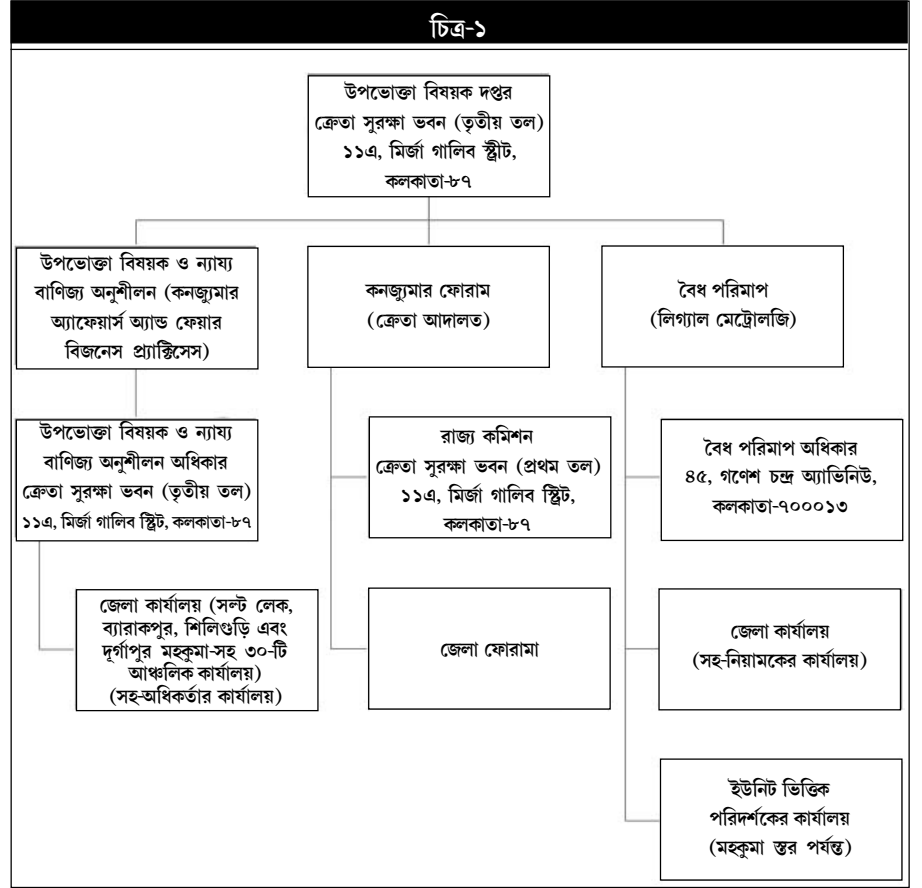 চিত্র-১
উপভোক্তা বিষয়ক দপ্তর
ক্রেতা সুরক্ষা ভবন (তৃতীয় তল)
১১এ, মির্জা গালিব স্ট্রীট,
কলকাতা-৮৭
উপভোক্তা বিষয়ক ও ন্যায্য
বাণিজ্য অনুশীলন (কনজ্যুমার
অ্যাফেয়ার্স অ্যান্ড ফেয়ার
বিজনেস প্র্যাক্টিসেস)
কনজ্যুমার ফোরাম
(ক্রেতা আদালত)
বৈধ পরিমাপ
(লিগ্যাল মেট্রোলজি)
উপভোক্তা বিষয়ক ও ন্যায্য
বাণিজ্য অনুশীলন অধিকার
ক্রেতা সুরক্ষা ভবন (তৃতীয় তল)
১১এ, মির্জা গালিব স্ট্রিট, কলকাতা-৮৭
রাজ্য কমিশন
ক্রেতা সুরক্ষা ভবন (প্রথম তল)
১১এ, মির্জা গালিব স্ট্রিট,
কলকাতা-৮৭
বৈধ পরিমাপ অধিকার
৪৫, গণেশ চন্দ্র অ্যাভিনিউ,
কলকাতা-৭০০০১৩
জেলা কার্যালয় (সল্ট লেক,
ব্যারাকপুর, শিলিগুড়ি এবং
দূর্গাপুর মহকুমা-সহ ৩০-টি
আঞ্চলিক কার্যালয়)
(সহ-অধিকর্তার কার্যালয়)
জেলা ফোরামা
জেলা কার্যালয়
(সহ-নিয়ামকের কার্যালয়)
ইউনিট ভিত্তিক
পরিদর্শকের কার্যালয়
(মহকুমা স্তর পর্যন্ত)